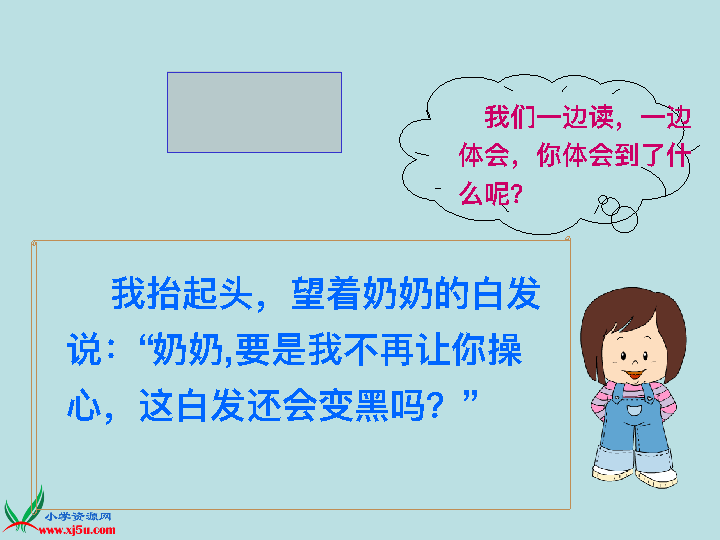 我们一边读，一边
体会，你体会到了什
么呢？
我抬起头，望着奶奶的白发
说：“奶奶,要是我不再让你操
心，这白发还会变黑吗？”
小学资源网
www.xj5u.com